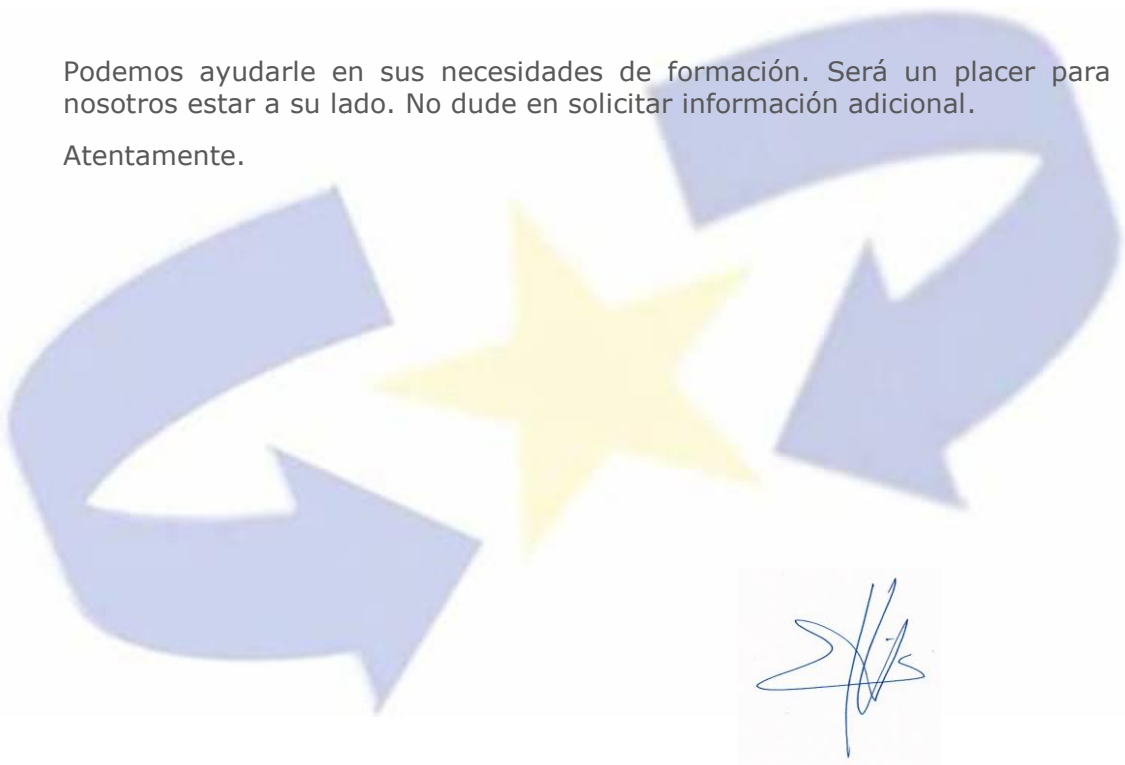 Podemos ayudarle en sus necesidades de formación. Será un placer para
nosotros estar a su lado. No dude en solicitar información adicional.
Atentamente.